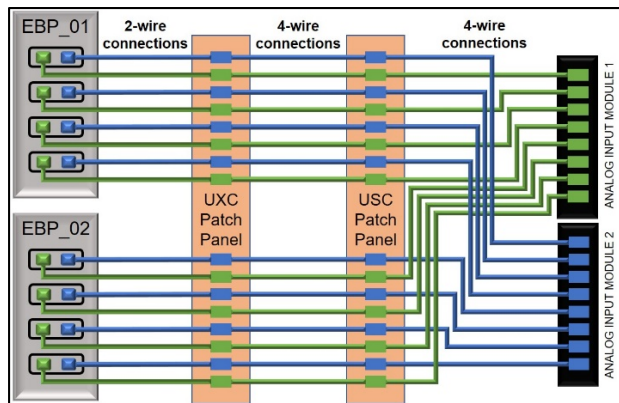 EBP_01
2-wire
connections
4-wire
connections
4-wire
connections
ANALOG INPUT MODULE 1
UXC
Patch
Panel
USC
Patch
Panel
EBP_02
ANALOG INPUT MODULE 2